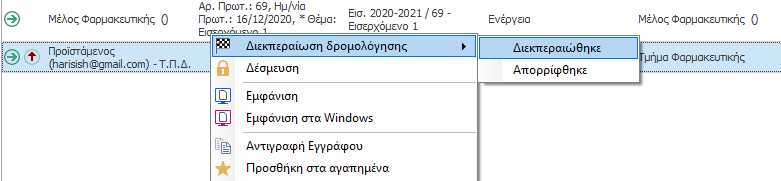 Μέλος Φαρμακευτικής ()
Αρ. Πρωτ.: 69, Ημ/νία
Πρωτ.: 16/12/2020, * Θέμα:
Εισερχόμενο 1
Εισ. 2020-2021 / 69 -
Εισερχόμενο 1
Ενέργεια
Μέλος Φαρμακευτικής ()
Προϊστάμενος
(harisish@gmail.com) - Τ.Π.Δ.
Τμήμα Φαρμακευτικής
Διεκπεραίωση δρομολόγησης
Διεκπεραιώθηκε
Απορρίφθηκε
Δέσμευση
Εμφάνιση
Εμφάνιση στα Windows
Αντιγραφή Εγγράφου
Προσθήκη στα αγαπημένα